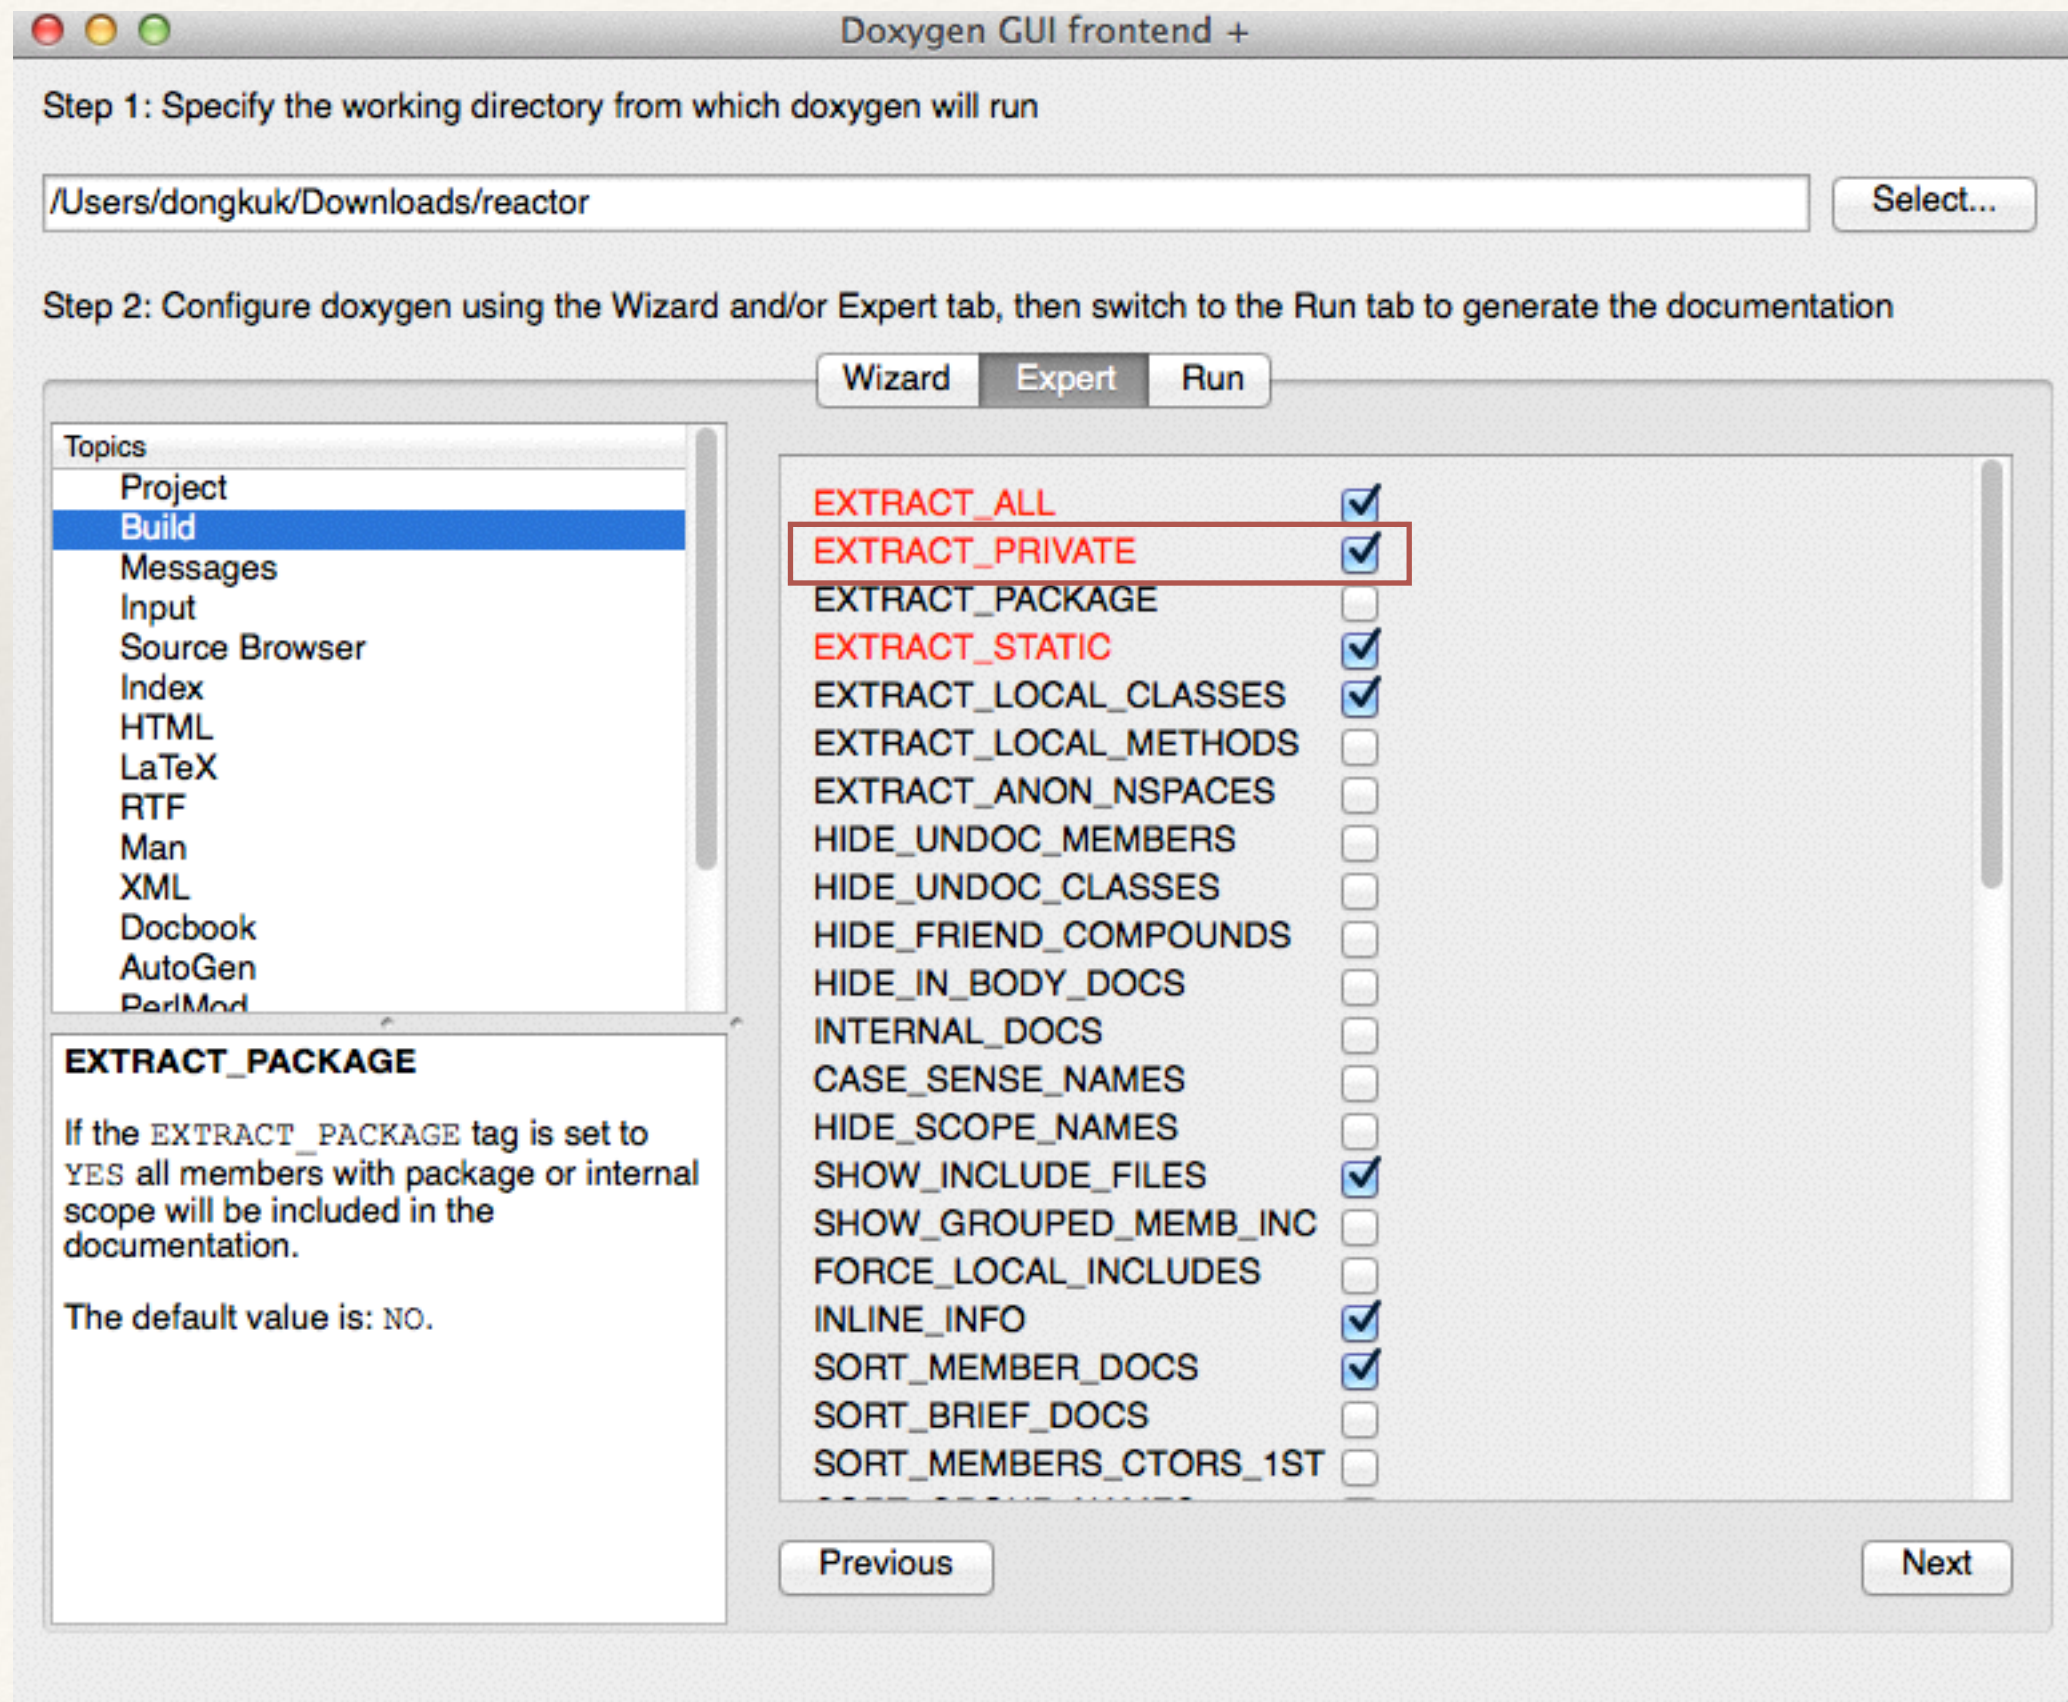 Doxygen GUI frontend +
Step 1: Specify the working directory from which doxygen will run
/Users/dongkuk/Downloads/reactor
Select...
Step 2: Configure doxygen using the Wizard and/or Expert tab, then switch to the Run tab to generate the documentation
Wizard
Expert
Run
Topics
Project
Build
Messages
Input
Source Browser
Index
HTML
LaTeX
RTF
Man
XML
Docbook
AutoGen
PerlMod
EXTRACT_PACKAGE
If the EXTRACT_PACKAGE tag is set to
YES all members with package or internal
scope will be included in the
documentation.
The default value is: NO.
EXTRACT_ALL
EXTRACT_PRIVATE
EXTRACT_PACKAGE
EXTRACT_STATIC
EXTRACT_LOCAL_CLASSES
EXTRACT_LOCAL_METHODS
EXTRACT_ANON_NSPACES
HIDE_UNDOC_MEMBERS
HIDE_UNDOC_CLASSES
HIDE_FRIEND_COMPOUNDS
HIDE_IN_BODY_DOCS
INTERNAL_DOCS
CASE_SENSE_NAMES
HIDE_SCOPE_NAMES
SHOW_INCLUDE_FILES
SHOW_GROUPED_MEMB_INC
FORCE_LOCAL_INCLUDES
INLINE_INFO
SORT_MEMBER_DOCS
SORT_BRIEF_DOCS
SORT_MEMBERS_CTORS_1ST
Previous
Next